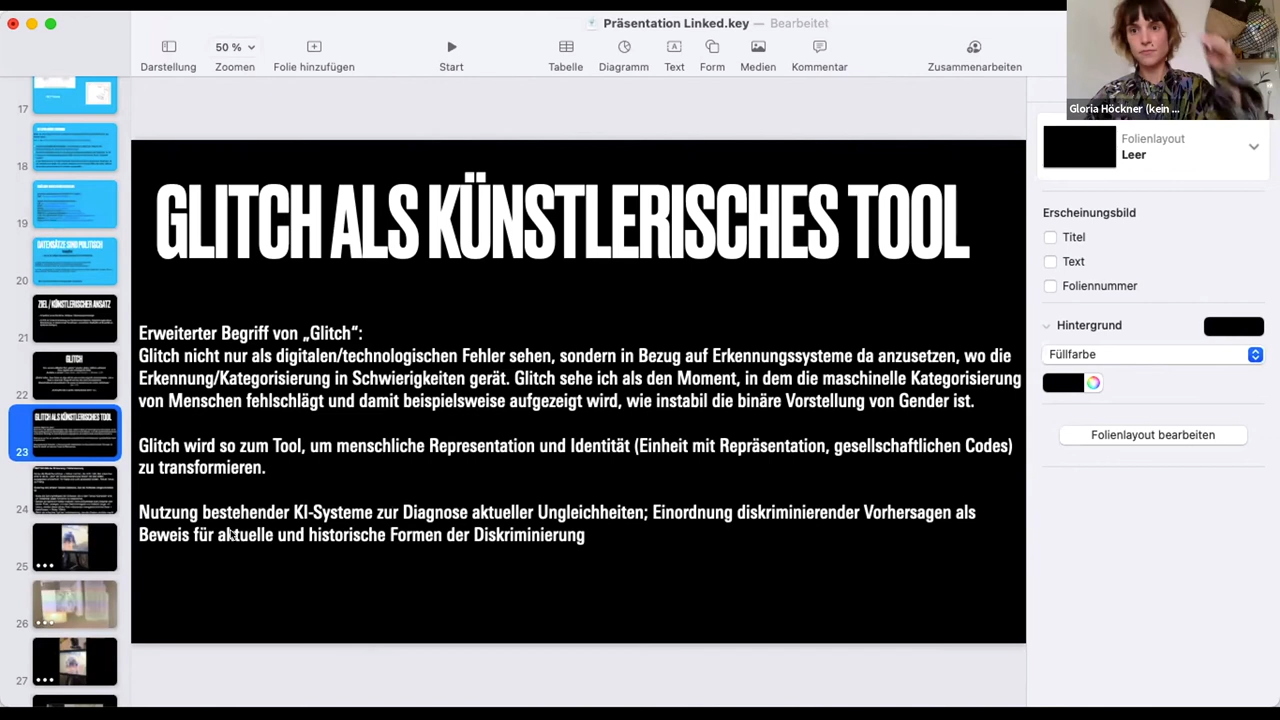 Präsentation Linked.key — Bearbeitet
50 %
Darstellung
Zoomen
Folie hinzufügen
Start
Tabelle
Diagramm
Text
Form
Medien
Kommentar
Zusammenarbeiten
Gloria Höckner (kein ...
17
18
19
DATENSÄTZE SIND POLITISCH
20
ZIEL / KÜNSTLERISCHER ANSATZ
21
GLITCH
22
GLITCH ALS KÜNSTLERISCHES TOOL
23
24
25
26
27
GLITCH ALS KÜNSTLERISCHES TOOL
Erweiterter Begriff von „Glitch“:
Glitch nicht nur als digitalen/technologischen Fehler sehen, sondern in Bezug auf Erkennungssysteme da anzusetzen, wo die
Erkennung/Kategorisierung in Schwierigkeiten gerät. Glitch sehe ich als den Moment, wenn die maschinelle Kategorisierung
von Menschen fehlschlägt und damit beispielsweise aufgezeigt wird, wie instabil die binäre Vorstellung von Gender ist.
Glitch wird so zum Tool, um menschliche Representation und Identität (Einheit mit Repräsentation, gesellschaftlichen Codes)
zu transformieren.
Nutzung bestehender KI-Systeme zur Diagnose aktueller Ungleichheiten; Einordnung diskriminierender Vorhersagen als
Beweis für aktuelle und historische Formen der Diskriminierung
Folienlayout
Leer
Erscheinungsbild
Titel
Text
Foliennummer
Hintergrund
Füllfarbe
Folienlayout bearbeiten